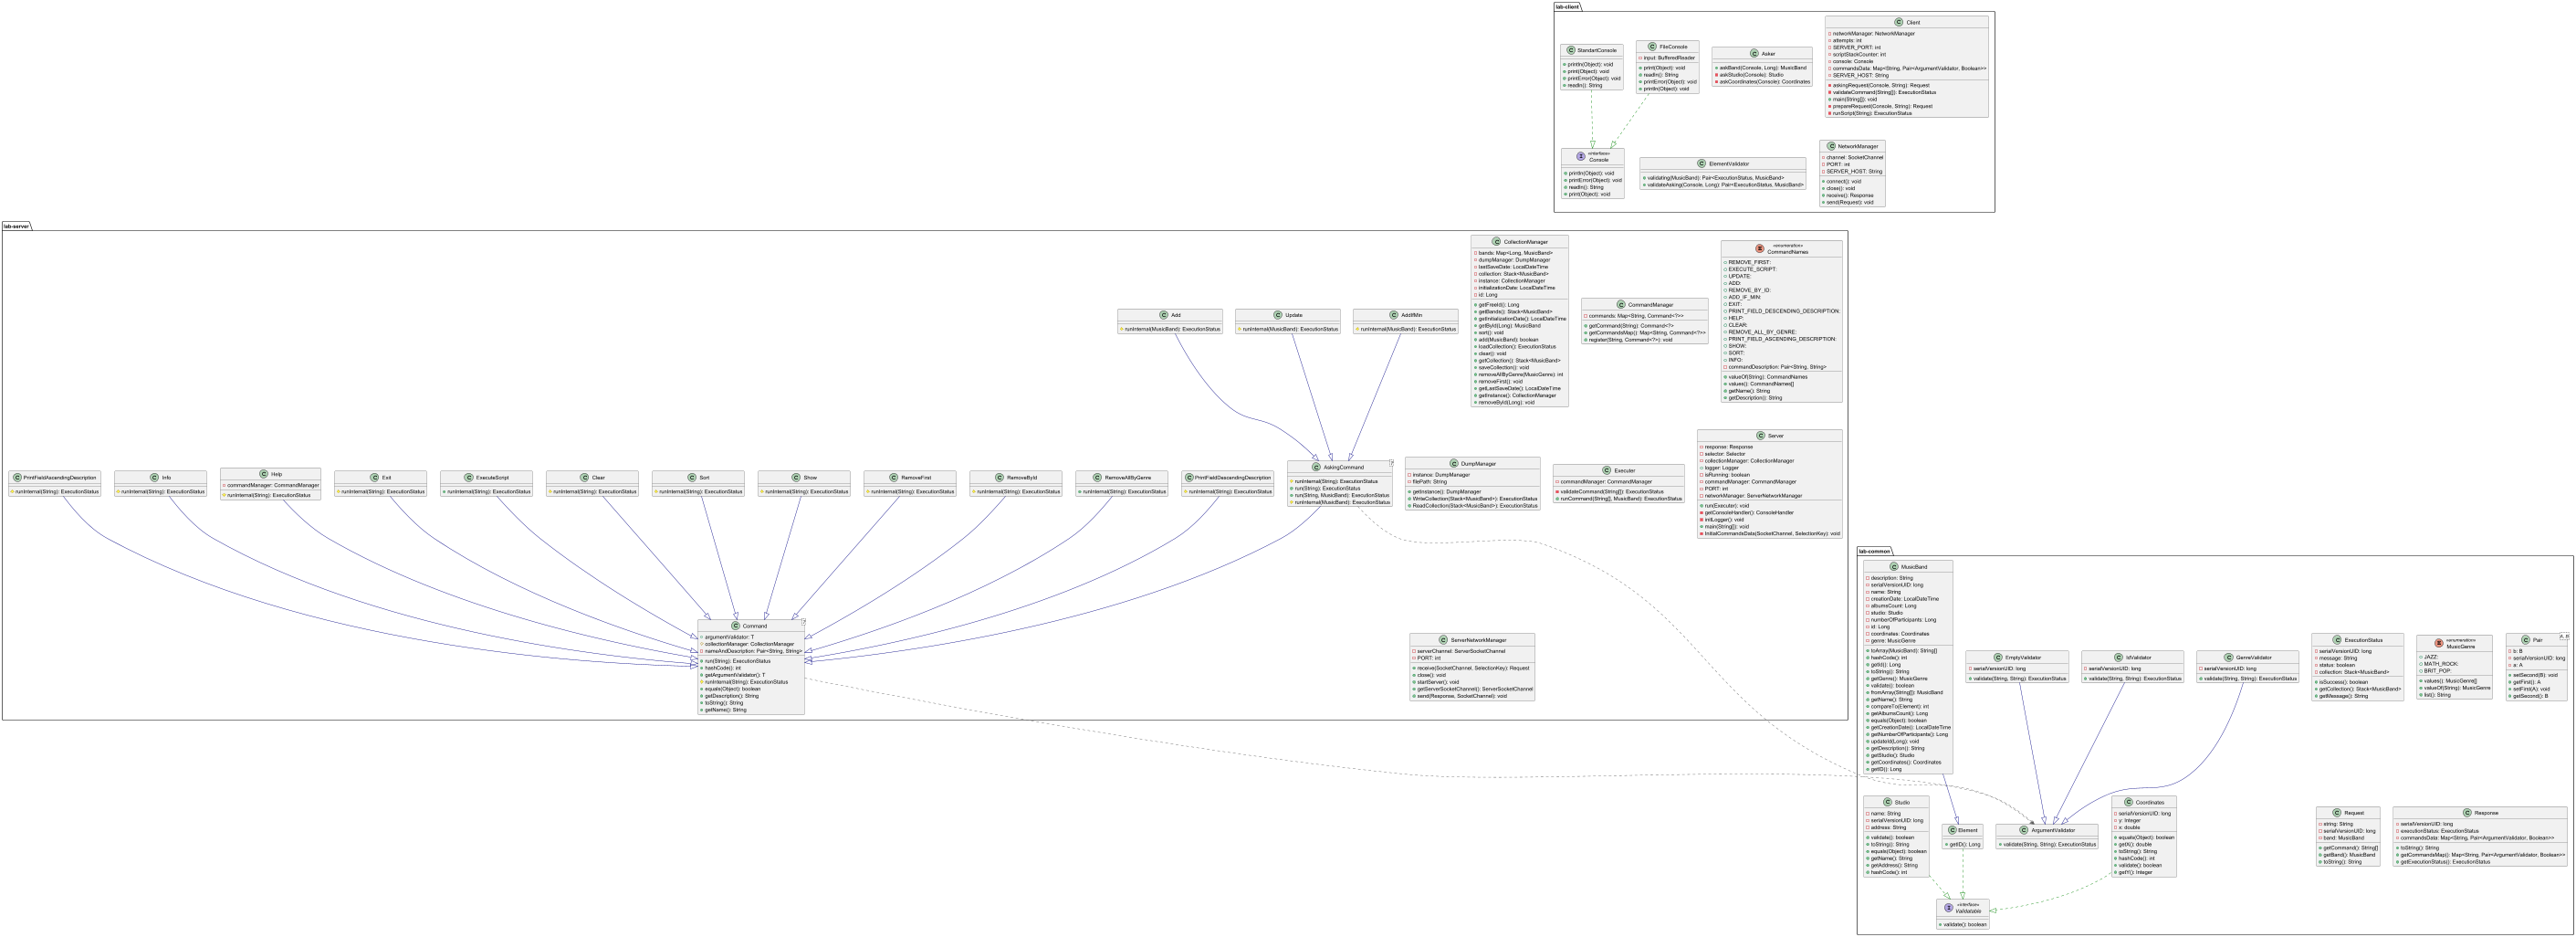 lab-client
StandartConsole
println(Object): void
print(Object): void
printError(Object): void
readln(): String
FileConsole
input: BufferedReader
print(Object): void
readln(): String
printError(Object): void
println(Object): void
Asker
askBand(Console, Long): MusicBand
askStudio(Console): Studio
askCoordinates(Console): Coordinates
Client
networkManager: NetworkManager
attempts: int
SERVER_PORT: int
scriptStackCounter: int
console: Console
commandsData: Map<String, Pair<ArgumentValidator, Boolean>>
SERVER_HOST: String
askingRequest(Console, String): Request
validateCommand(String[]): ExecutionStatus
main(String[]): void
prepareRequest(Console, String): Request
runScript(String): ExecutionStatus
«interface»
Console
println(Object): void
printError(Object): void
readln(): String
print(Object): void
ElementValidator
validating(MusicBand): Pair<ExecutionStatus, MusicBand>
validateAsking(Console, Long): Pair<ExecutionStatus, MusicBand>
NetworkManager
channel: SocketChannel
PORT: int
SERVER_HOST: String
connect(): void
close(): void
receive(): Response
send(Request): void
lab-server
Add
runInternal(MusicBand): ExecutionStatus
Update
runInternal(MusicBand): ExecutionStatus
AddIfMin
runInternal(MusicBand): ExecutionStatus
CollectionManager
bands: Map<Long, MusicBand>
dumpManager: DumpManager
lastSaveDate: LocalDateTime
collection: Stack<MusicBand>
instance: CollectionManager
initializationDate: LocalDateTime
id: Long
getFreeId(): Long
getBands(): Stack<MusicBand>
getInitializationDate(): LocalDateTime
getById(Long): MusicBand
sort(): void
add(MusicBand): boolean
loadCollection(): ExecutionStatus
clear(): void
getCollection(): Stack<MusicBand>
saveCollection(): void
removeAllByGenre(MusicGenre): int
removeFirst(): void
getLastSaveDate(): LocalDateTime
getInstance(): CollectionManager
removeById(Long): void
CommandManager
commands: Map<String, Command<?>>
getCommand(String): Command<?>
getCommandsMap(): Map<String, Command<?>>
register(String, Command<?>): void
«enumeration»
CommandNames
REMOVE_FIRST:
EXECUTE_SCRIPT:
UPDATE:
ADD:
REMOVE_BY_ID:
ADD_IF_MIN:
EXIT:
PRINT_FIELD_DESCENDING_DESCRIPTION:
HELP:
CLEAR:
REMOVE_ALL_BY_GENRE:
PRINT_FIELD_ASCENDING_DESCRIPTION:
SHOW:
SORT:
INFO:
commandDescription: Pair<String, String>
valueOf(String): CommandNames
values(): CommandNames[]
getName(): String
getDescription(): String
PrintFieldAscendingDescription
runInternal(String): ExecutionStatus
Info
runInternal(String): ExecutionStatus
Help
commandManager: CommandManager
runInternal(String): ExecutionStatus
Exit
runInternal(String): ExecutionStatus
ExecuteScript
runInternal(String): ExecutionStatus
Clear
runInternal(String): ExecutionStatus
Sort
runInternal(String): ExecutionStatus
Show
runInternal(String): ExecutionStatus
RemoveFirst
runInternal(String): ExecutionStatus
RemoveById
runInternal(String): ExecutionStatus
RemoveAllByGenre
runInternal(String): ExecutionStatus
PrintFieldDescendingDescription
runInternal(String): ExecutionStatus
AskingCommand
runInternal(String): ExecutionStatus
run(String): ExecutionStatus
run(String, MusicBand): ExecutionStatus
runInternal(MusicBand): ExecutionStatus
DumpManager
instance: DumpManager
filePath: String
getInstance(): DumpManager
WriteCollection(Stack<MusicBand>): ExecutionStatus
ReadCollection(Stack<MusicBand>): ExecutionStatus
Executer
commandManager: CommandManager
validateCommand(String[]): ExecutionStatus
runCommand(String[], MusicBand): ExecutionStatus
Server
response: Response
selector: Selector
collectionManager: CollectionManager
logger: Logger
isRunning: boolean
commandManager: CommandManager
PORT: int
networkManager: ServerNetworkManager
run(Executer): void
getConsoleHandler(): ConsoleHandler
initLogger(): void
main(String[]): void
InitialCommandsData(SocketChannel, SelectionKey): void
Command
argumentValidator: T
collectionManager: CollectionManager
nameAndDescription: Pair<String, String>
run(String): ExecutionStatus
hashCode(): int
getArgumentValidator(): T
runInternal(String): ExecutionStatus
equals(Object): boolean
getDescription(): String
toString(): String
getName(): String
ServerNetworkManager
serverChannel: ServerSocketChannel
PORT: int
receive(SocketChannel, SelectionKey): Request
close(): void
startServer(): void
getServerSocketChannel(): ServerSocketChannel
send(Response, SocketChannel): void
lab-common
MusicBand
description: String
serialVersionUID: long
name: String
creationDate: LocalDateTime
albumsCount: Long
studio: Studio
numberOfParticipants: Long
id: Long
coordinates: Coordinates
genre: MusicGenre
toArray(MusicBand): String[]
hashCode(): int
getId(): Long
toString(): String
getGenre(): MusicGenre
validate(): boolean
fromArray(String[]): MusicBand
getName(): String
compareTo(Element): int
getAlbumsCount(): Long
equals(Object): boolean
getCreationDate(): LocalDateTime
getNumberOfParticipants(): Long
updateId(Long): void
getDescription(): String
getStudio(): Studio
getCoordinates(): Coordinates
getID(): Long
EmptyValidator
serialVersionUID: long
validate(String, String): ExecutionStatus
IdValidator
serialVersionUID: long
validate(String, String): ExecutionStatus
GenreValidator
serialVersionUID: long
validate(String, String): ExecutionStatus
ExecutionStatus
serialVersionUID: long
message: String
status: boolean
collection: Stack<MusicBand>
isSuccess(): boolean
getCollection(): Stack<MusicBand>
getMessage(): String
«enumeration»
MusicGenre
JAZZ:
MATH_ROCK:
BRIT_POP:
values(): MusicGenre[]
valueOf(String): MusicGenre
list(): String
Pair
A, B
b: B
serialVersionUID: long
a: A
setSecond(B): void
getFirst(): A
setFirst(A): void
getSecond(): B
Studio
name: String
serialVersionUID: long
address: String
validate(): boolean
toString(): String
equals(Object): boolean
getName(): String
getAddress(): String
hashCode(): int
Element
getID(): Long
ArgumentValidator
validate(String, String): ExecutionStatus
Coordinates
serialVersionUID: long
y: Integer
x: double
equals(Object): boolean
getX(): double
toString(): String
hashCode(): int
validate(): boolean
getY(): Integer
Request
string: String
serialVersionUID: long
band: MusicBand
getCommand(): String[]
getBand(): MusicBand
toString(): String
Response
serialVersionUID: long
executionStatus: ExecutionStatus
commandsData: Map<String, Pair<ArgumentValidator, Boolean>>
toString(): String
getCommandsMap(): Map<String, Pair<ArgumentValidator, Boolean>>
getExecutionStatus(): ExecutionStatus
«interface»
Validatable
validate(): boolean